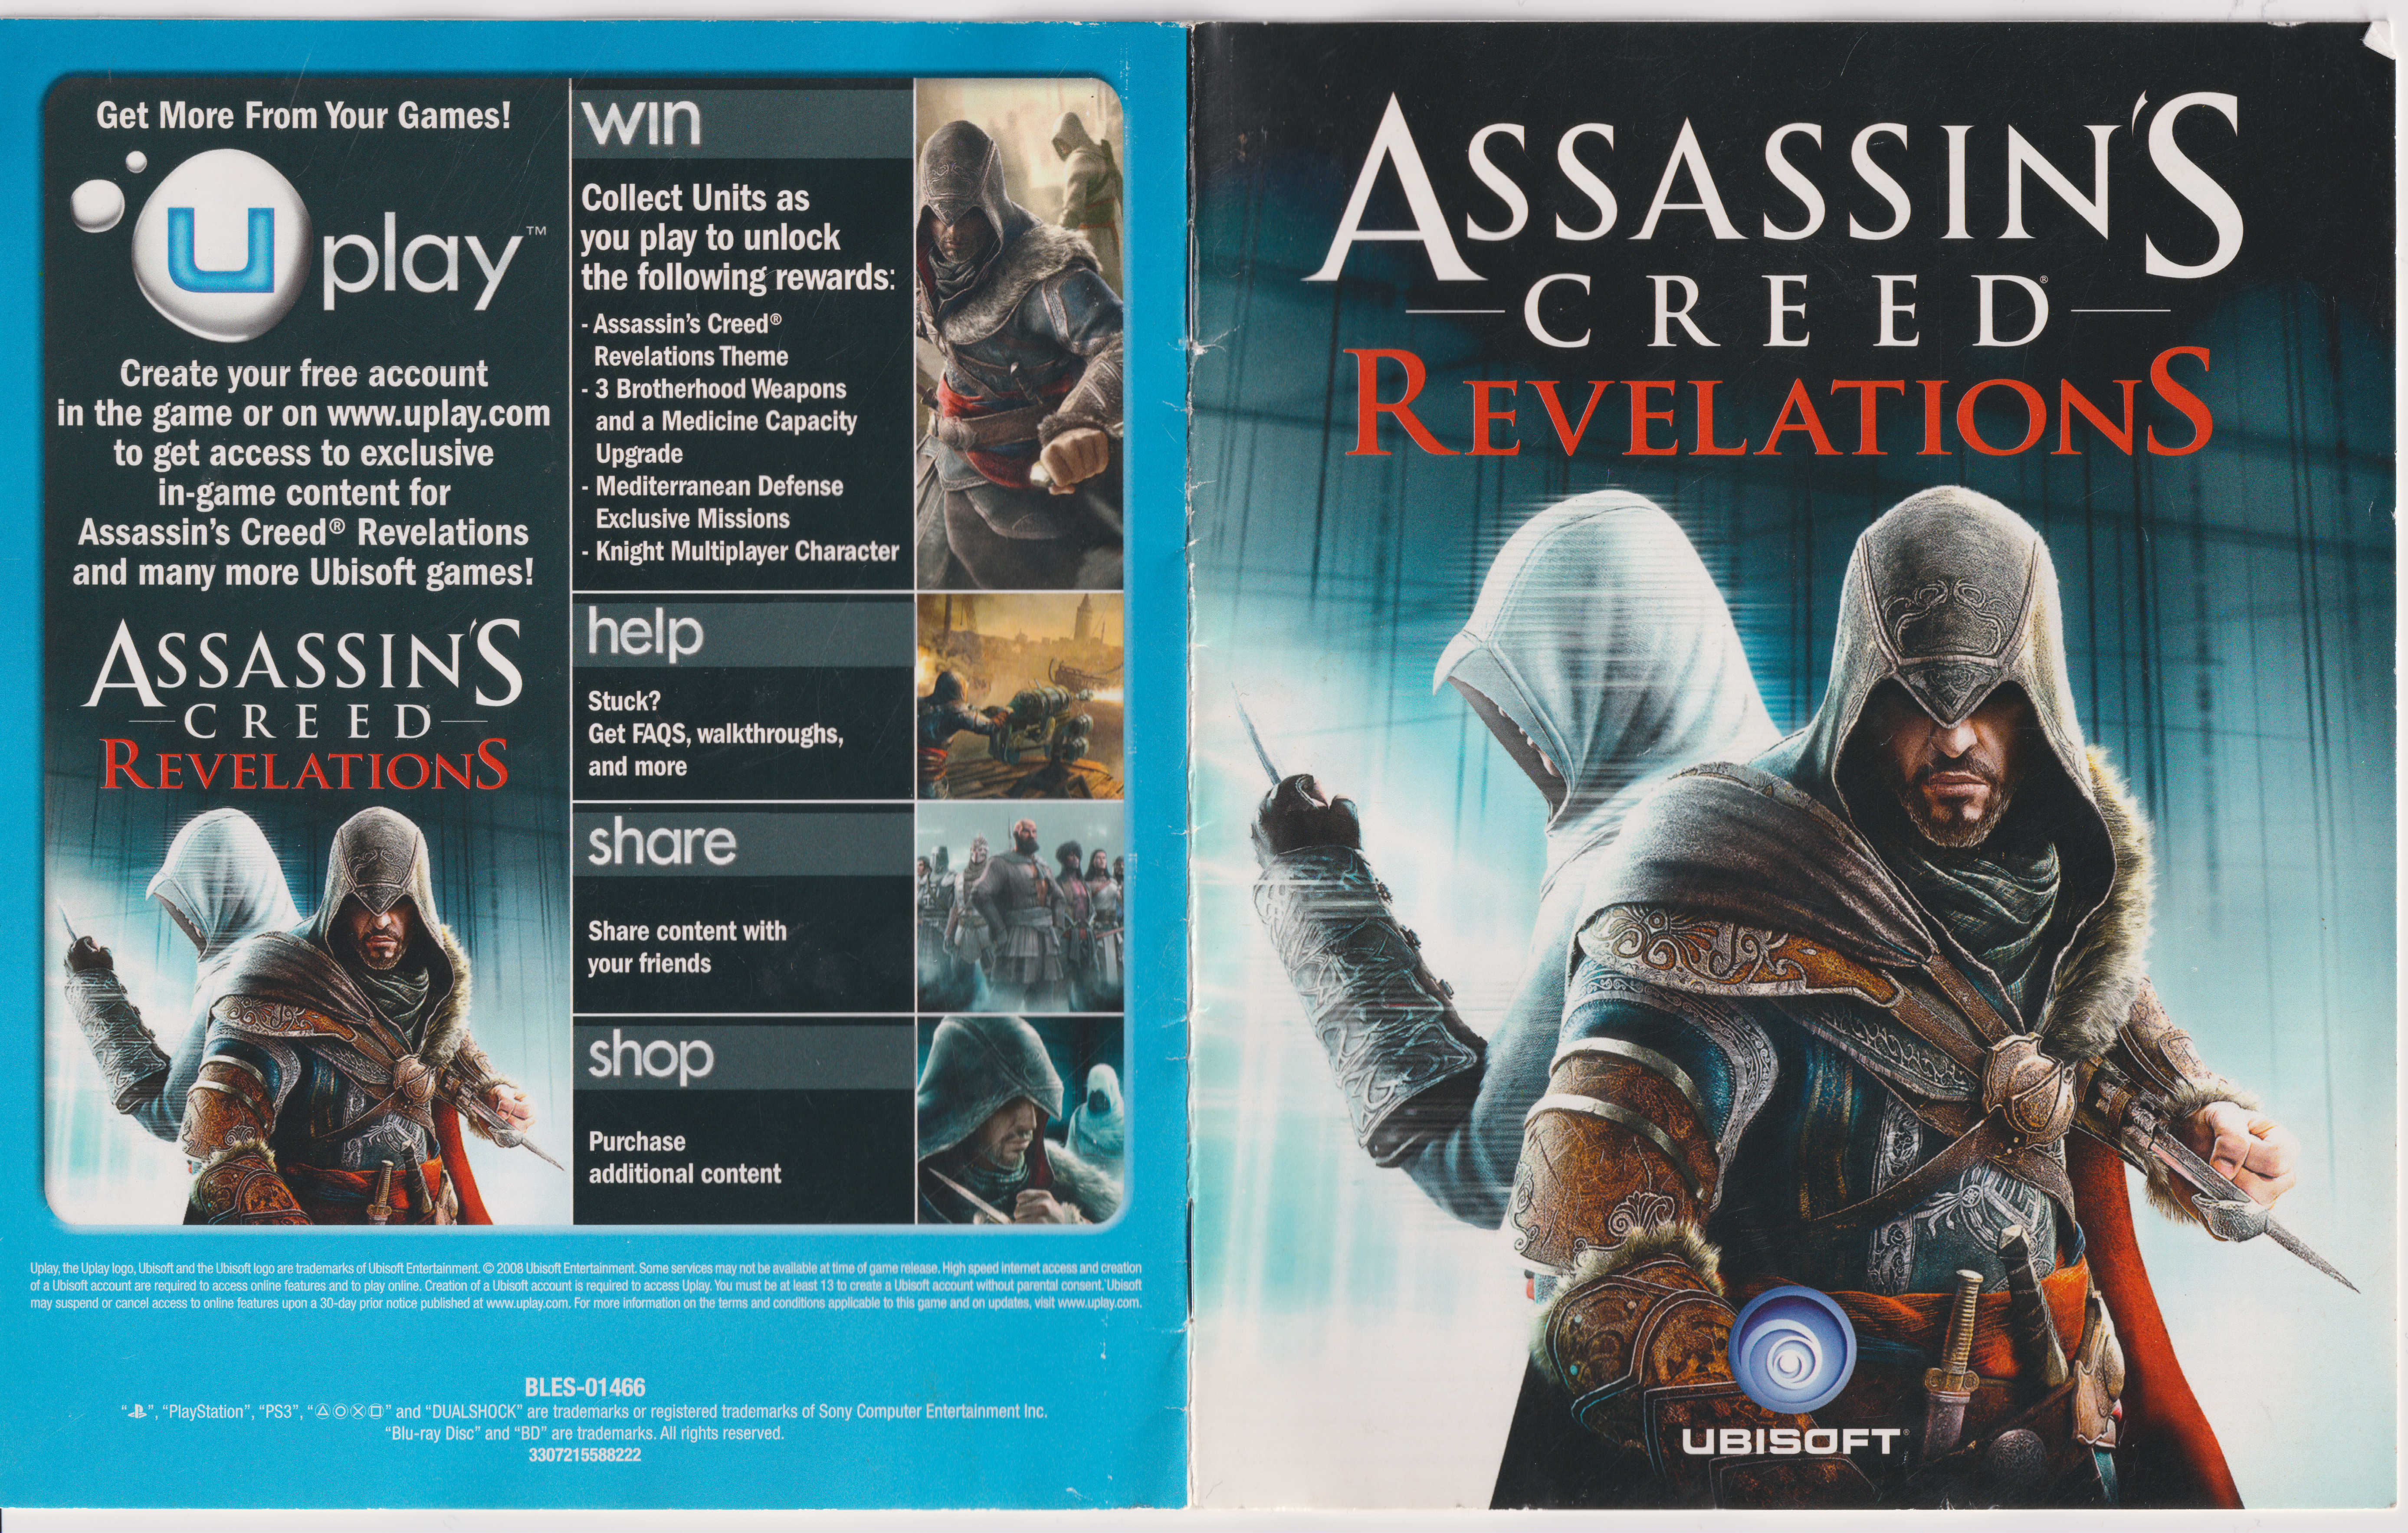 Get More From Your Games!
U play™
Create your free account
in the game or on www.uplay.com
to get access to exclusive
in-game content for
Assassin's Creed® Revelations
and many more Ubisoft games!
ASSASSIN'S
CREED
REVELATIONS
win
Collect Units as
you play to unlock
the following rewards:
- Assassin's Creed®
Revelations Theme
- 3 Brotherhood Weapons
and a Medicine Capacity
Upgrade
- Mediterranean Defense
Exclusive Missions
- Knight Multiplayer Character
help
Stuck?
Get FAQS, walkthroughs,
and more
share
Share content with
your friends
shop
Purchase
additional content
Uplay, the Uplay logo, Ubisoft and the Ubisoft logo are trademarks of Ubisoft Entertainment. © 2008 Ubisoft Entertainment. Some services may not be available at time of game release. High speed internet access and creation
of a Ubisoft account are required to access online features and to play online. Creation of a Ubisoft account is required to access Uplay. You must be at least 13 to create a Ubisoft account without parental consent. Ubisoft
may suspend or cancel access to online features upon a 30-day prior notice published at www.uplay.com. For more information on the terms and conditions applicable to this game and on updates, visit www.uplay.com.
BLES-01466
“ ”, “PlayStation”, “PS3”, “△○✕□” and “DUALSHOCK” are trademarks or registered trademarks of Sony Computer Entertainment Inc.
“Blu-ray Disc” and “BD” are trademarks. All rights reserved.
3307215588222
ASSASSIN'S
CREED®
REVELATIONS
UBISOFT®